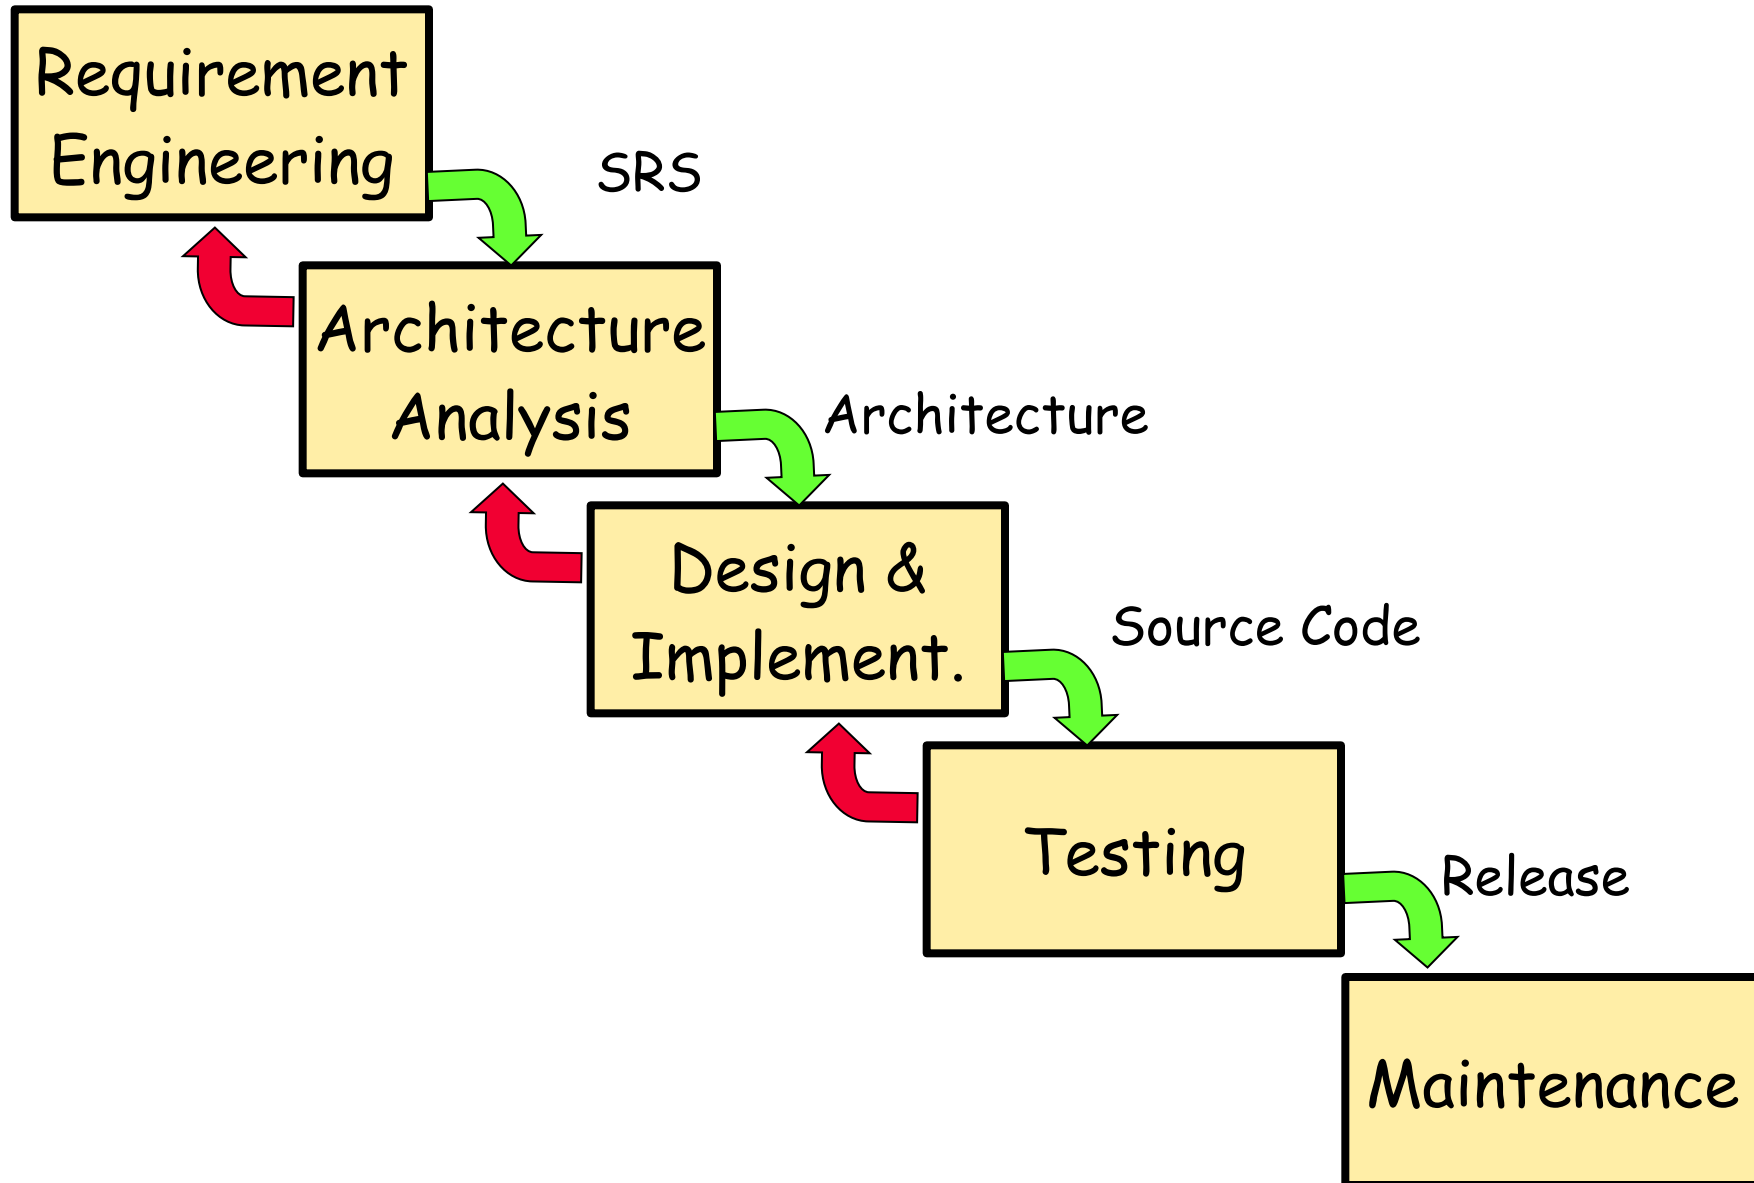 Requirement
Engineering
SRS
Architecture
Analysis
Architecture
Design &
Implement.
Source Code
Testing
Release
Maintenance